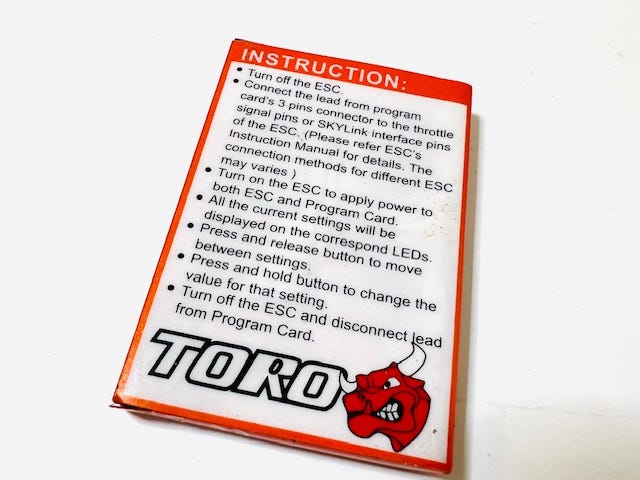 INSTRUCTION:
• Turn off the ESC.
• Connect the lead from program
card's 3 pins connector to the throttle
signal pins or SKYLink interface pins
of the ESC. (Please refer ESC's
Instruction Manual for details. The
connection methods for different ESC
may varies )
• Turn on the ESC to apply power to
both ESC and Program Card.
• All the current settings will be
displayed on the correspond LEDs.
• Press and release button to move
between settings.
• Press and hold button to change the
value for that setting.
• Turn off the ESC and disconnect lead
from Program Card.
TORO